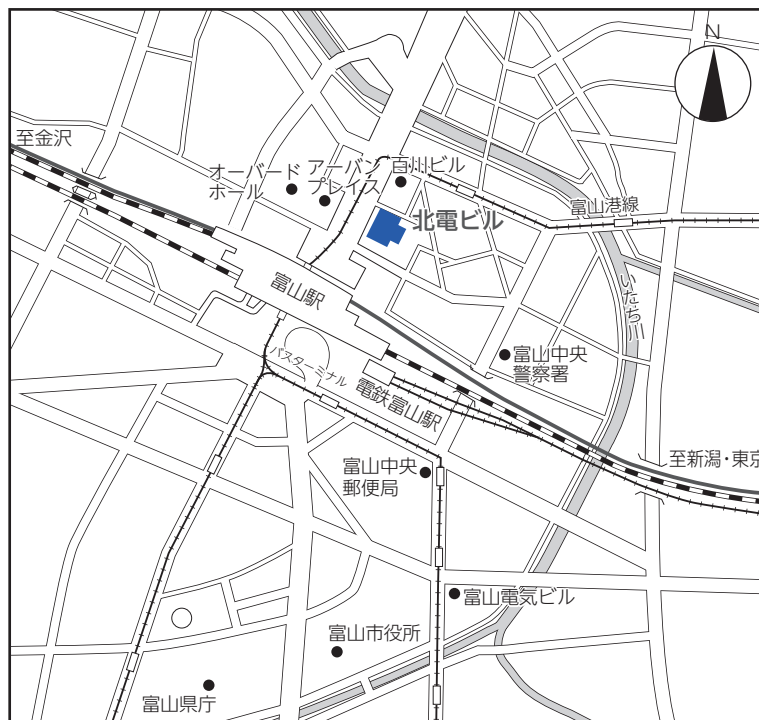 N
至金沢
オーバード
ホール
アーバン
プレイス
百川ビル
富山港線
北電ビル
いたち川
富山駅
バスターミナル
電鉄富山駅
富山中央
警察署
至新潟・東京
富山中央
郵便局
富山電気ビル
富山市役所
富山県庁